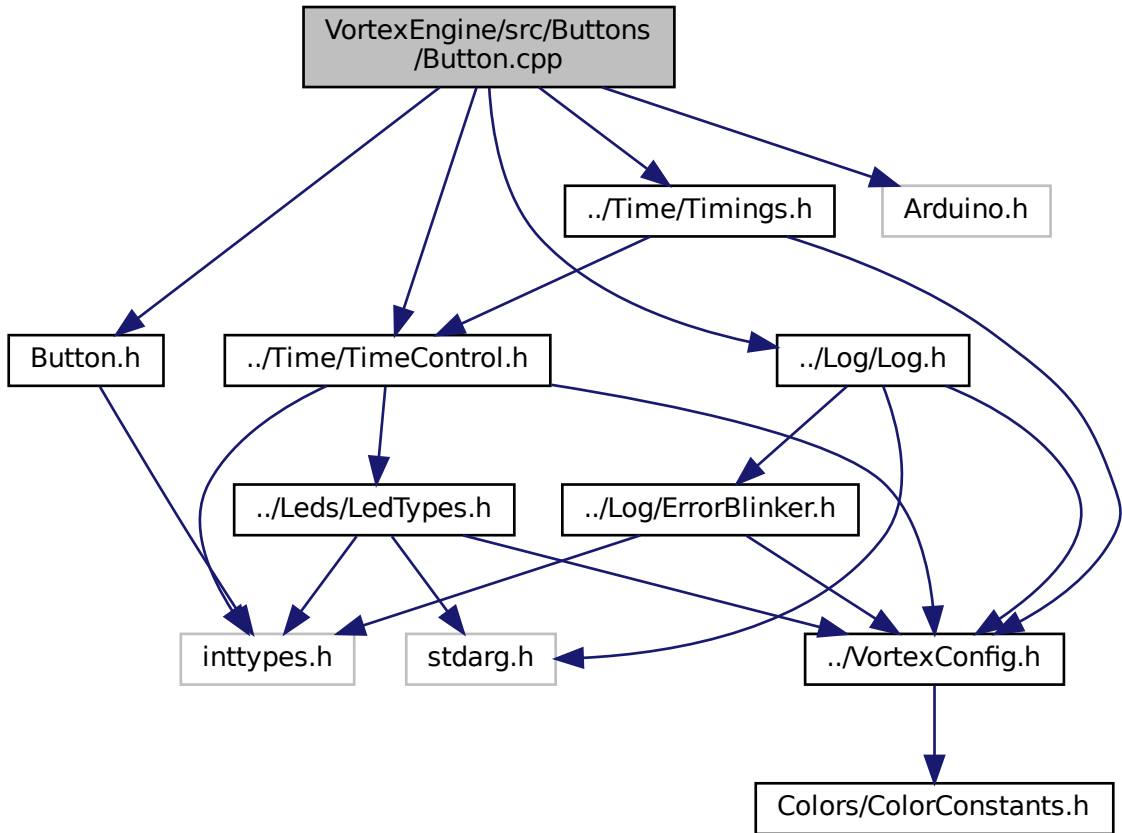 VortexEngine/src/Buttons
/Button.cpp
../Time/Timings.h
Arduino.h
Button.h
../Time/TimeControl.h
../Log/Log.h
../Leds/LedTypes.h
../Log/ErrorBlinker.h
inttypes.h
stdarg.h
../VortexConfig.h
Colors/ColorConstants.h